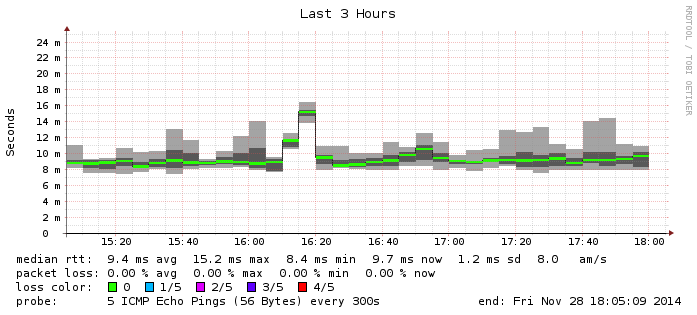 Last 3 Hours
RRDTOOL / TOBI OETIKER
Seconds
24 m
22 m
20 m
18 m
16 m
14 m
12 m
10 m
8 m
6 m
4 m
2 m
0
15:20 15:40 16:00 16:20 16:40 17:00 17:20 17:40 18:00
median rtt: 9.4 ms avg 15.2 ms max 8.4 ms min 9.7 ms now 1.2 ms sd 8.0 am/s
packet loss: 0.00 % avg 0.00 % max 0.00 % min 0.00 % now
loss color: 0 1/5 2/5 3/5 4/5
probe: 5 ICMP Echo Pings (56 Bytes) every 300s end: Fri Nov 28 18:05:09 2014